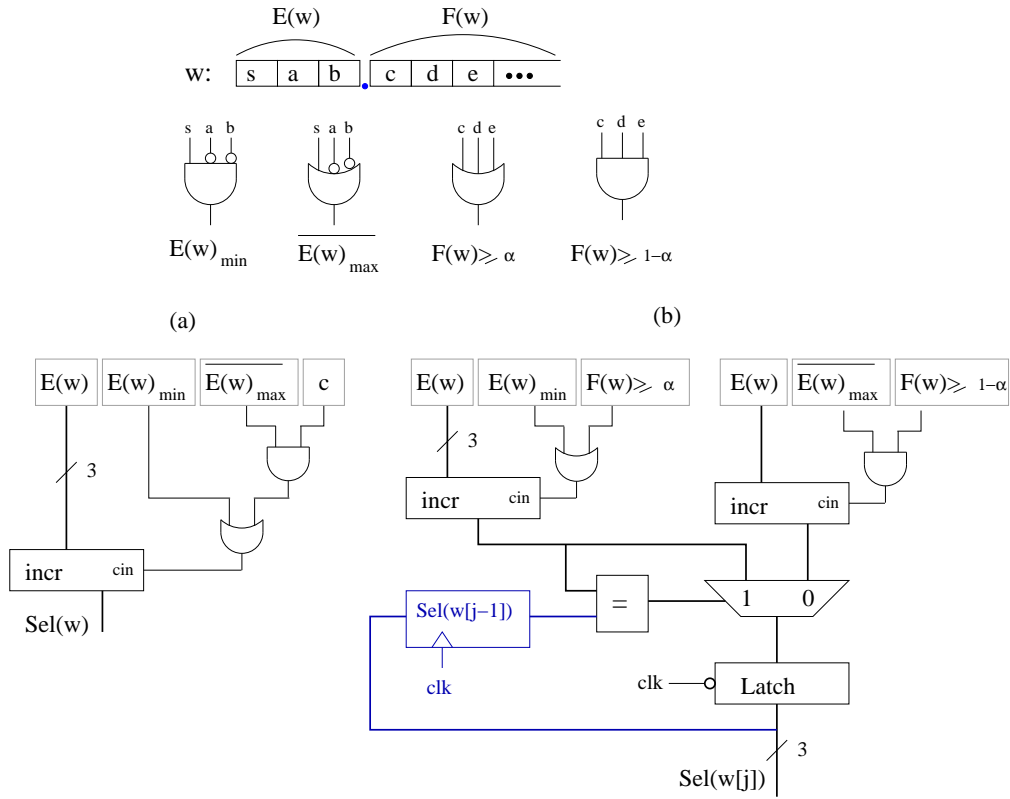 E(w) F(w)
w: s a b . c d e •••
s a b s a b c d e c d e
E(w) min E(w) max F(w)⩾ α F(w)⩾ 1−α
(a) (b)
E(w) E(w) min E(w) max c
3
incr cin
Sel(w)
E(w) E(w) min F(w)⩾ α E(w) E(w) max F(w)⩾ 1−α
3
incr cin incr cin
Sel(w[j−1]) = 1 0
clk clk Latch
3
Sel(w[j])